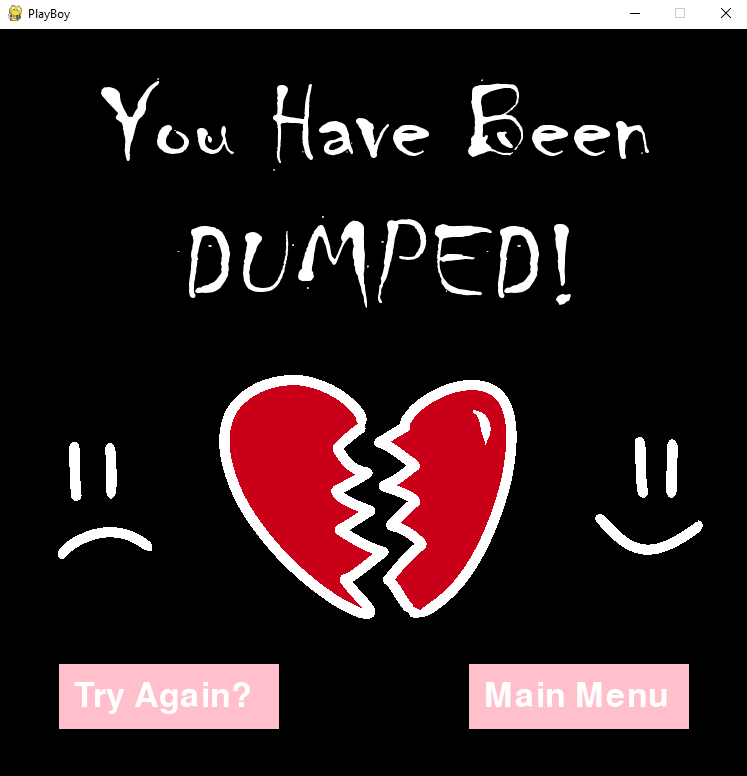 PlayBoy
You Have Been
DUMPED!
Try Again?
Main Menu